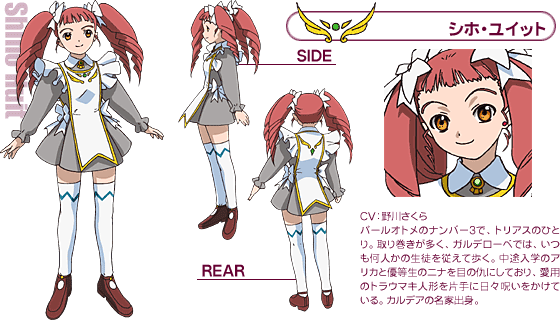 Shiho Huit
シホ・ユイット
SIDE
REAR
CV：野川さくら
パールオトメのナンバー3で、トリアスのひと
り。取り巻きが多く、ガルデローベでは、いつ
も何人かの生徒を従えて歩く。中途入学のア
リカと優等生のニナを目の仇にしており、愛用
のトラウマキ人形を片手に日々呪いをかけて
いる。カルデアの名家出身。